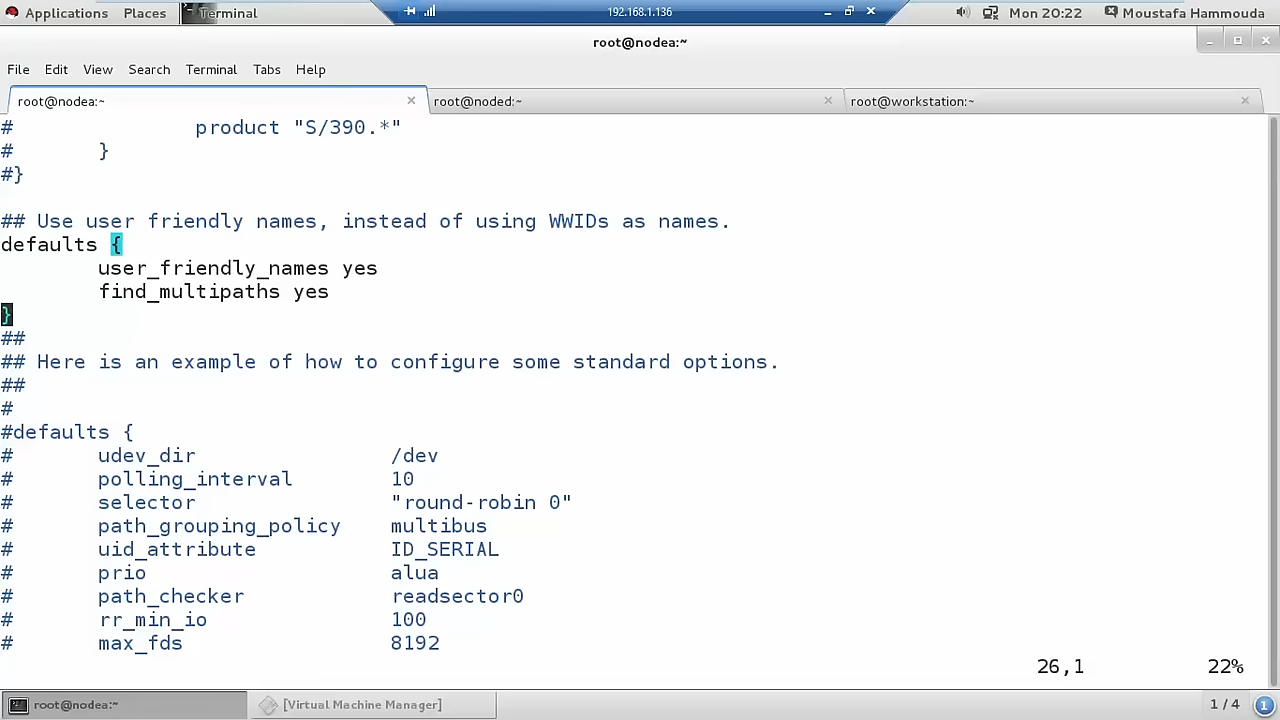 Applications Places Terminal 192.168.1.136 Mon 20:22 Moustafa Hammouda
root@nodea:~
File Edit View Search Terminal Tabs Help
root@nodea:~ root@noded:~ root@workstation:~
# product "S/390.*"
# }
#}
## Use user friendly names, instead of using WWIDs as names.
defaults {
user_friendly_names yes
find_multipaths yes
}
##
## Here is an example of how to configure some standard options.
##
#
#defaults {
# udev_dir /dev
# polling_interval 10
# selector "round-robin 0"
# path_grouping_policy multibus
# uid_attribute ID_SERIAL
# prio alua
# path_checker readsector0
# rr_min_io 100
# max_fds 8192
26,1 22%
root@nodea:~ [Virtual Machine Manager] 1 / 4 1